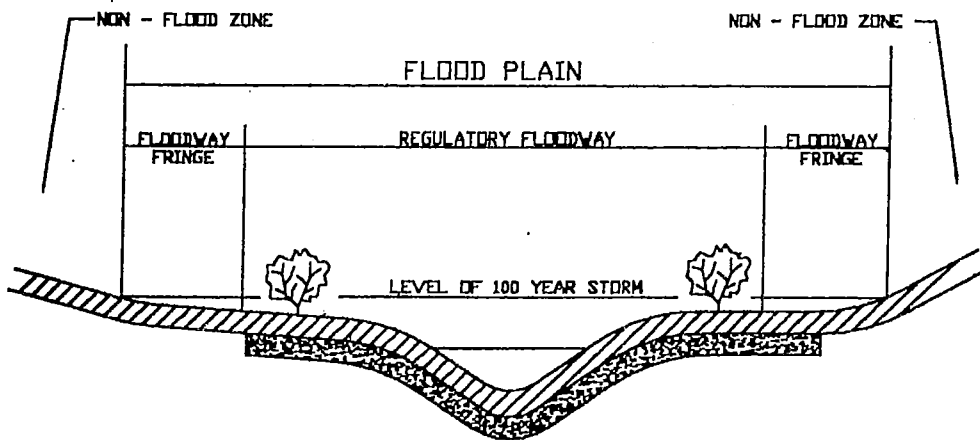 NON - FLOOD ZONE
NON - FLOOD ZONE
FLOOD PLAIN
FLOODWAY
FRINGE
REGULATORY FLOODWAY
FLOODWAY
FRINGE
LEVEL OF 100 YEAR STORM